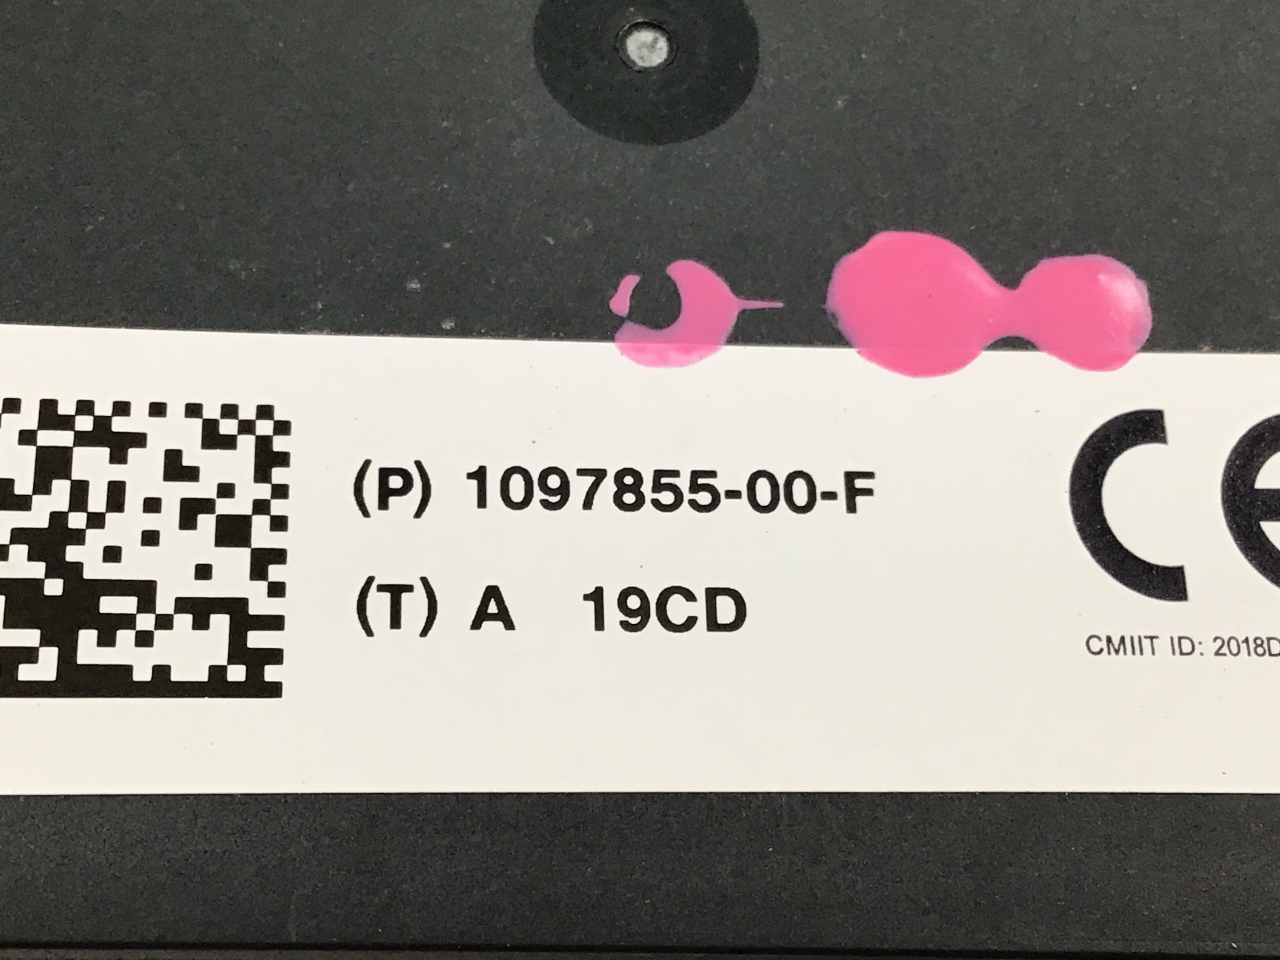 (P) 1097855-00-F
(T) A 19CD
CE
CMIIT ID: 2018D